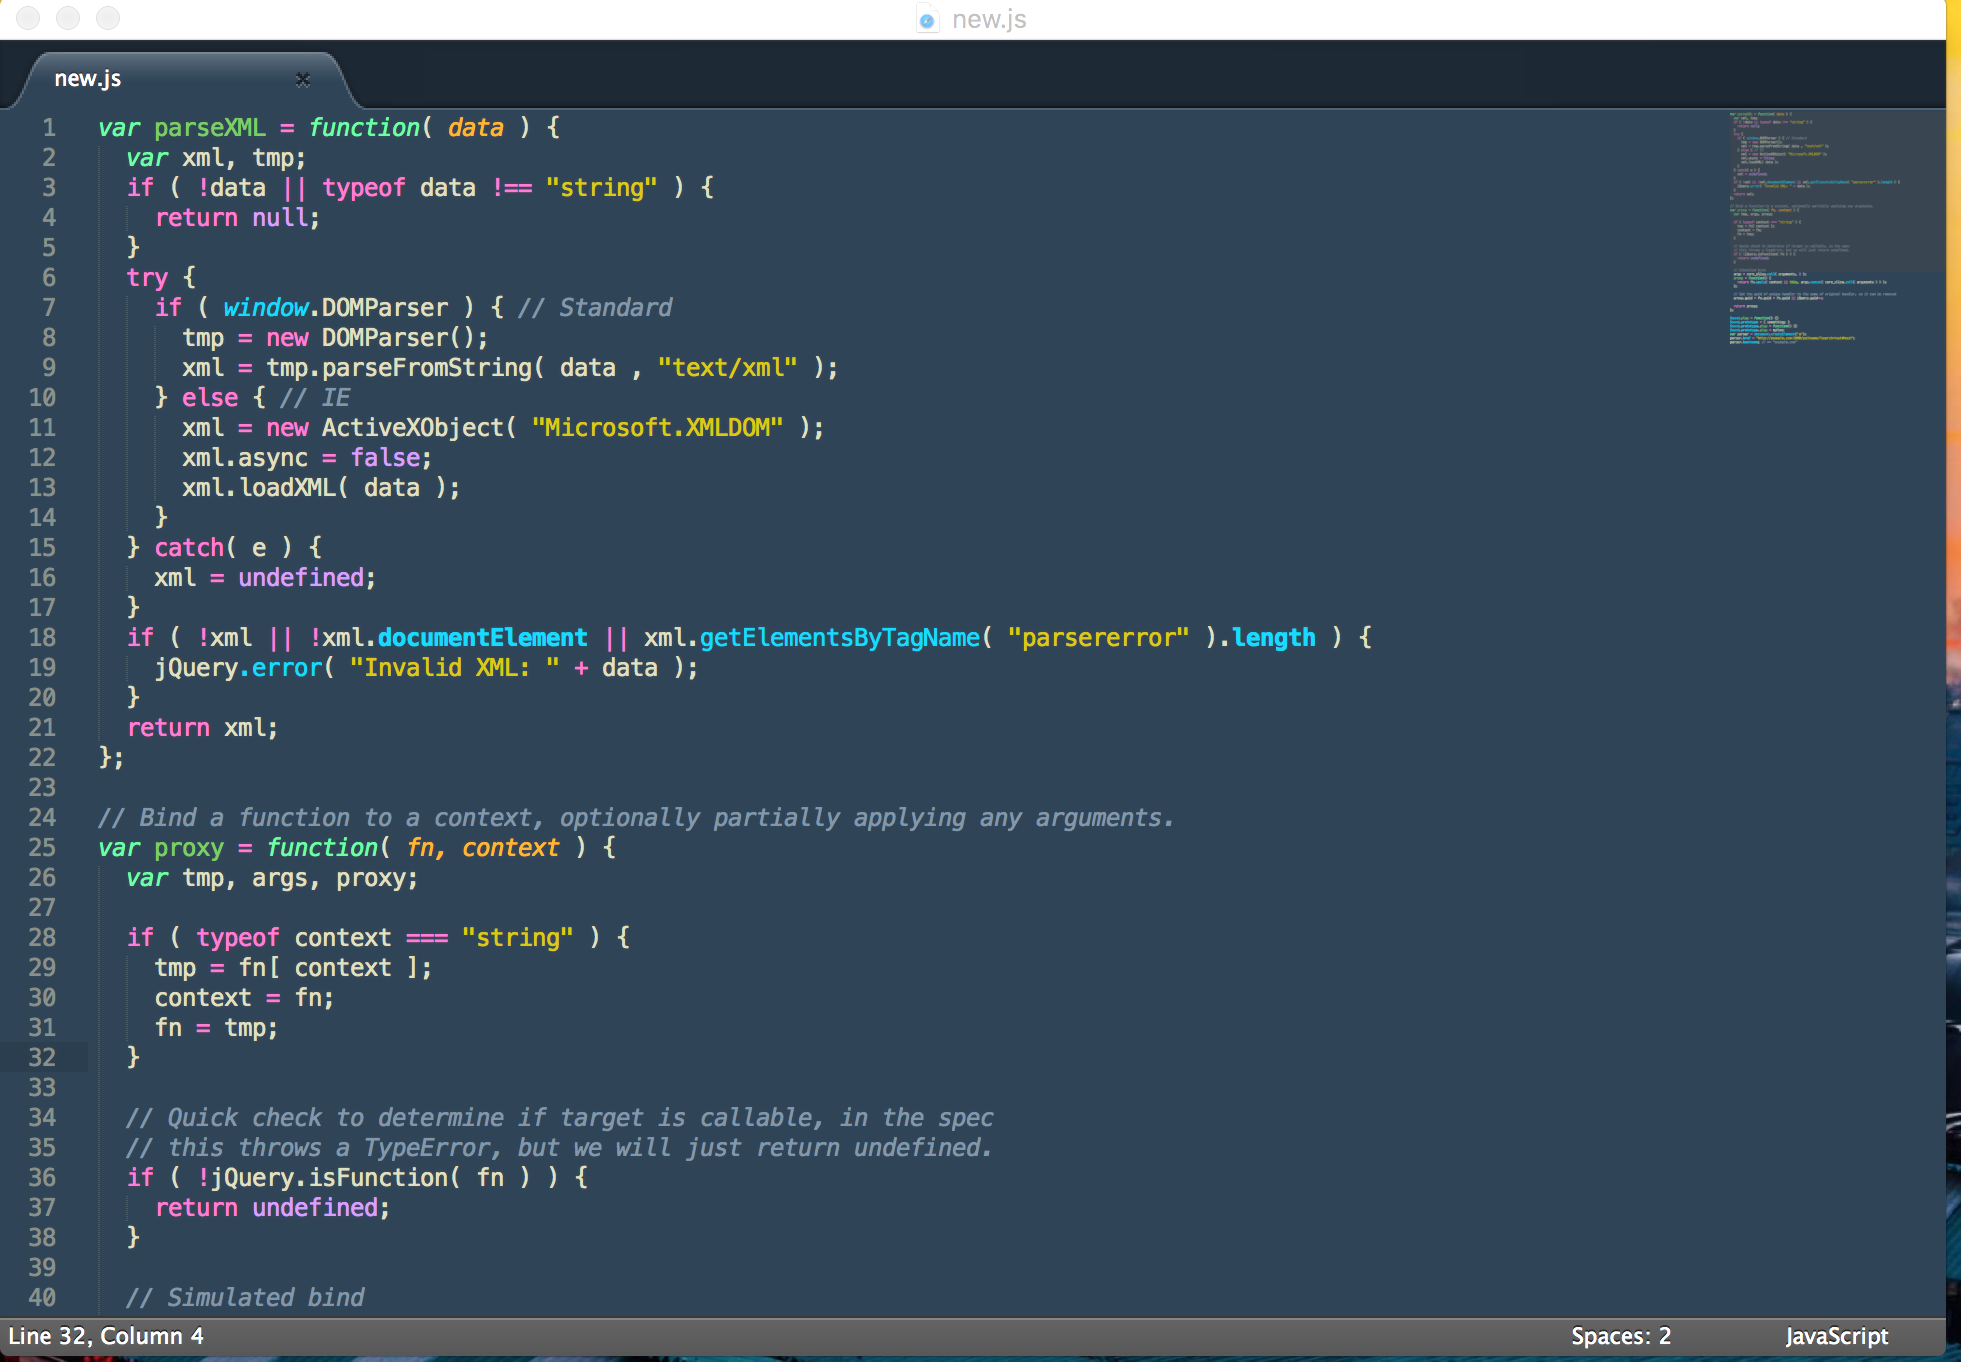 new.js
new.js
1 var parseXML = function( data ) {
2   var xml, tmp;
3   if ( !data || typeof data !== "string" ) {
4     return null;
5   }
6   try {
7     if ( window.DOMParser ) { // Standard
8       tmp = new DOMParser();
9       xml = tmp.parseFromString( data , "text/xml" );
10     } else { // IE
11       xml = new ActiveXObject( "Microsoft.XMLDOM" );
12       xml.async = false;
13       xml.loadXML( data );
14     }
15   } catch( e ) {
16     xml = undefined;
17   }
18   if ( !xml || !xml.documentElement || xml.getElementsByTagName( "parsererror" ).length ) {
19     jQuery.error( "Invalid XML: " + data );
20   }
21   return xml;
22 };
23
24 // Bind a function to a context, optionally partially applying any arguments.
25 var proxy = function( fn, context ) {
26   var tmp, args, proxy;
27
28   if ( typeof context === "string" ) {
29     tmp = fn[ context ];
30     context = fn;
31     fn = tmp;
32   }
33
34   // Quick check to determine if target is callable, in the spec
35   // this throws a TypeError, but we will just return undefined.
36   if ( !jQuery.isFunction( fn ) ) {
37     return undefined;
38   }
39
40   // Simulated bind
Line 32, Column 4 Spaces: 2 JavaScript